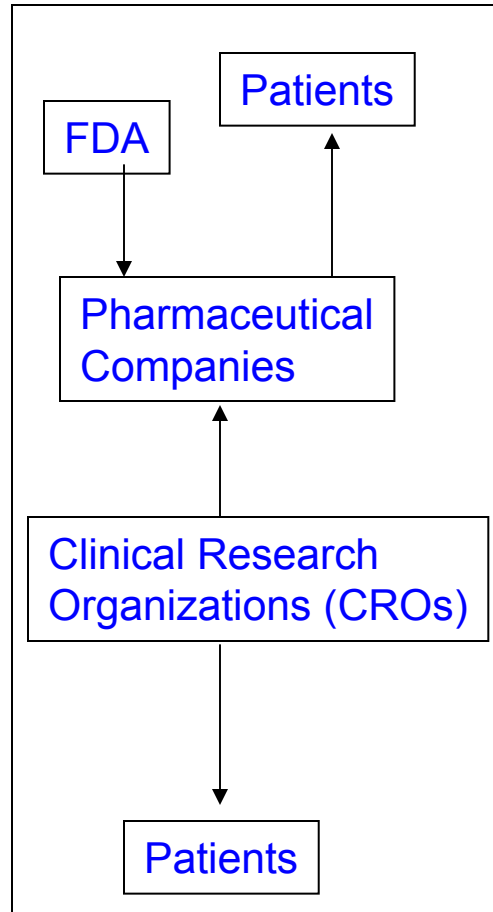 Patients
FDA
Pharmaceutical
Companies
Clinical Research
Organizations (CROs)
Patients